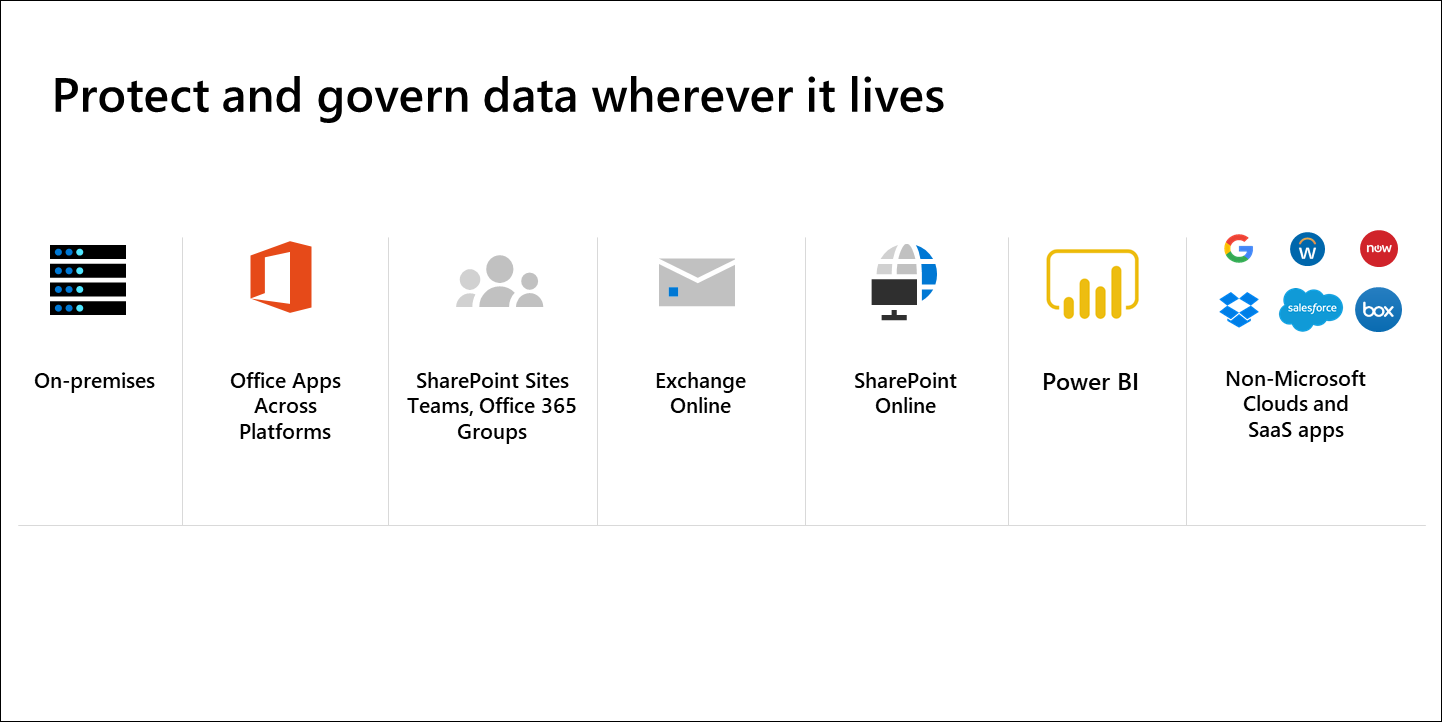 Protect and govern data wherever it lives
On-premises
Office Apps
Across
Platforms
SharePoint Sites
Teams, Office 365
Groups
Exchange
Online
SharePoint
Online
Power BI
G
W
now
salesforce
box
Non-Microsoft
Clouds and
SaaS apps